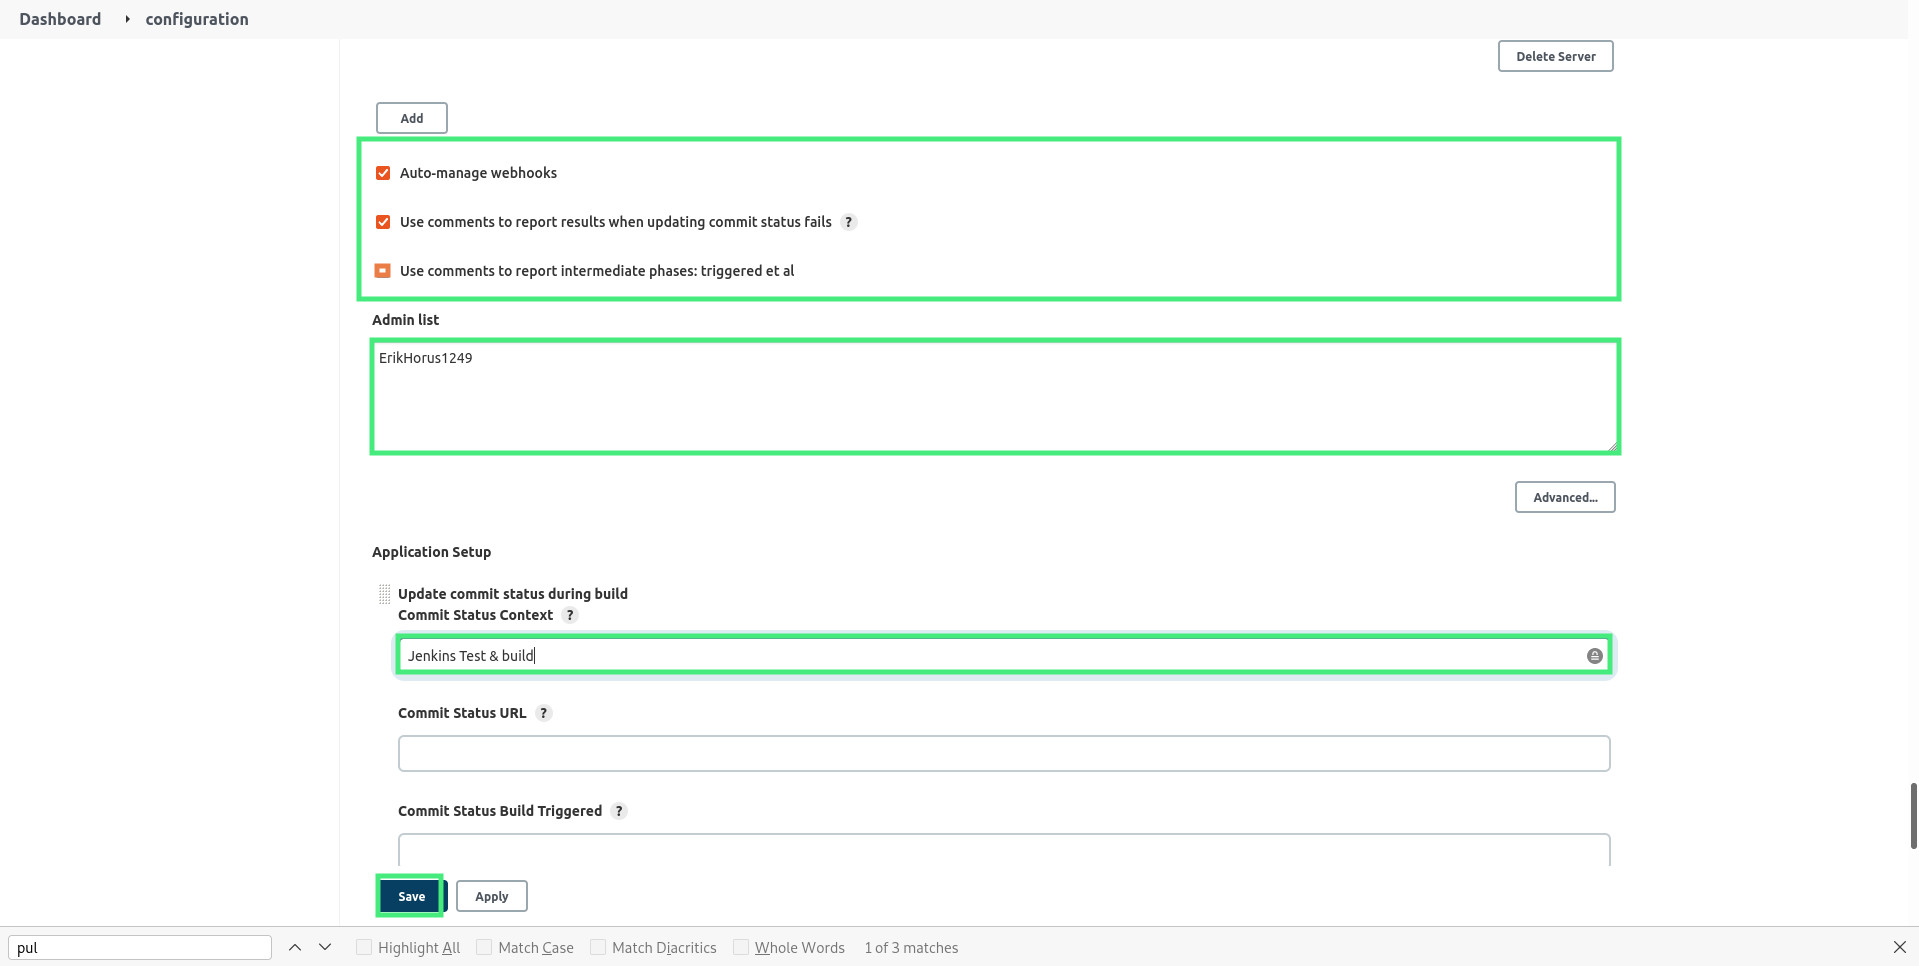 Dashboard configuration
Delete Server
Add
Auto-manage webhooks
Use comments to report results when updating commit status fails ?
Use comments to report intermediate phases: triggered et al
Admin list
ErikHorus1249
Advanced...
Application Setup
Update commit status during build
Commit Status Context ?
Jenkins Test & build
Commit Status URL ?
Commit Status Build Triggered ?
Save Apply
pul Highlight All Match Case Match Diacritics Whole Words 1 of 3 matches